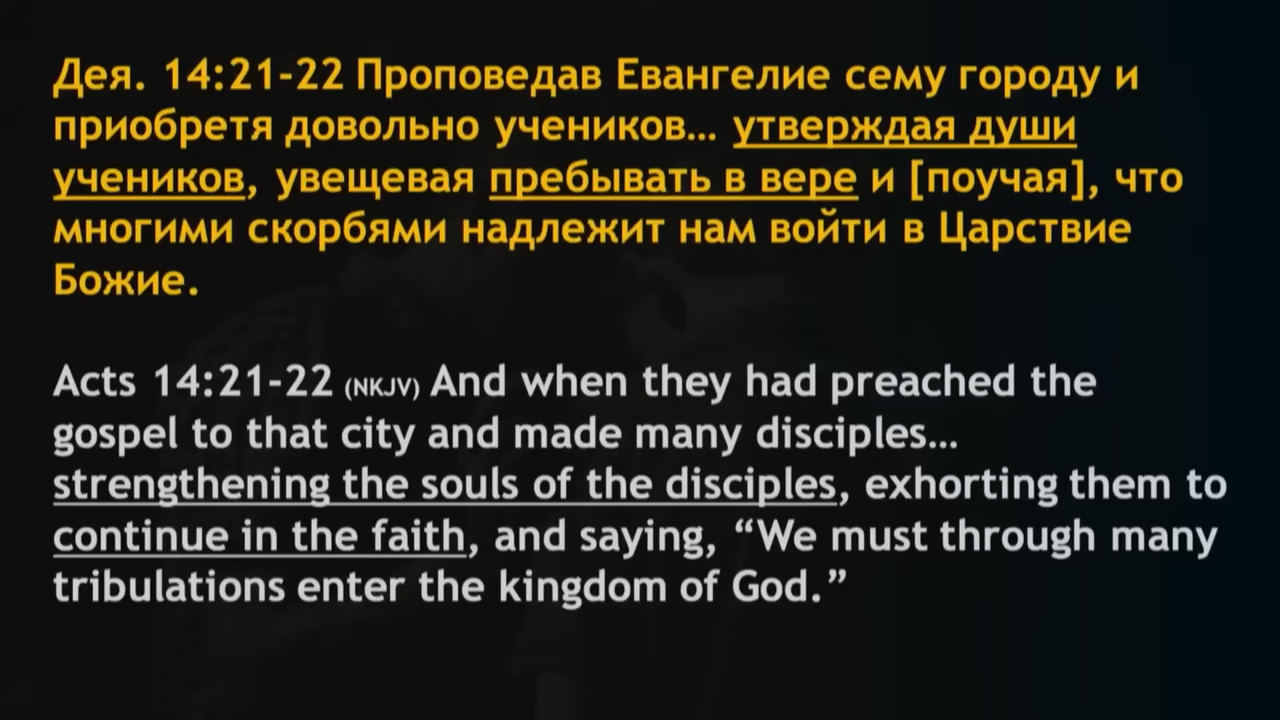 Дея. 14:21-22 Проповедав Евангелие сему городу и
приобретя довольно учеников… утверждая души
учеников, увещевая пребывать в вере и [поучая], что
многими скорбями надлежит нам войти в Царствие
Божие.
Acts 14:21-22 (NKJV) And when they had preached the
gospel to that city and made many disciples…
strengthening the souls of the disciples, exhorting them to
continue in the faith, and saying, “We must through many
tribulations enter the kingdom of God.”